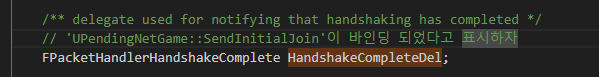 /** delegate used for notifying that handshaking has completed */
// 'UPendingNetGame::SendInitialJoin'이 바인딩 되었다고 표시하자
FPacketHandlerHandshakeComplete HandshakeCompleteDel;